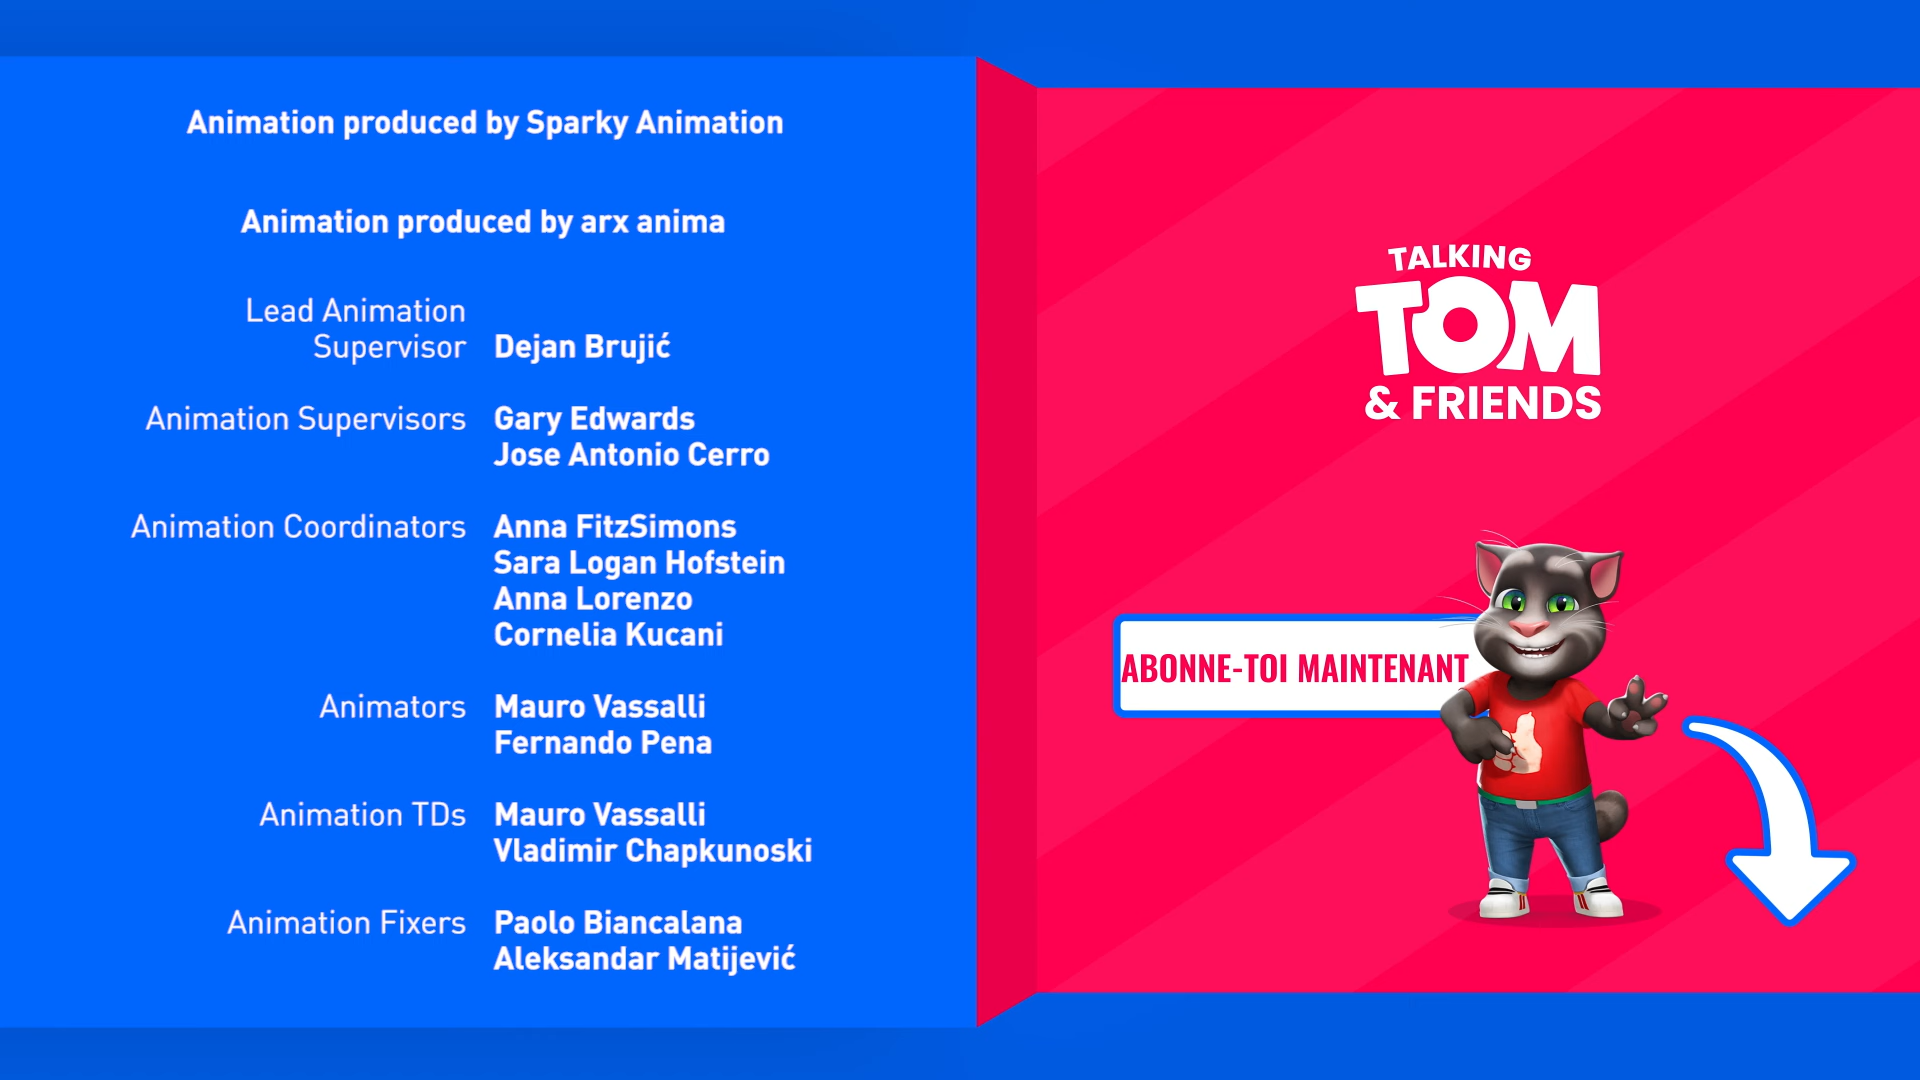 Animation produced by Sparky Animation
Animation produced by arx anima
Lead Animation
Supervisor Dejan Brujić
Animation Supervisors Gary Edwards
Jose Antonio Cerro
Animation Coordinators Anna FitzSimons
Sara Logan Hofstein
Anna Lorenzo
Cornelia Kucani
Animators Mauro Vassalli
Fernando Pena
Animation TDs Mauro Vassalli
Vladimir Chapkunoski
Animation Fixers Paolo Biancalana
Aleksandar Matijević
TALKING
TOM
& FRIENDS
ABONNE-TOI MAINTENANT